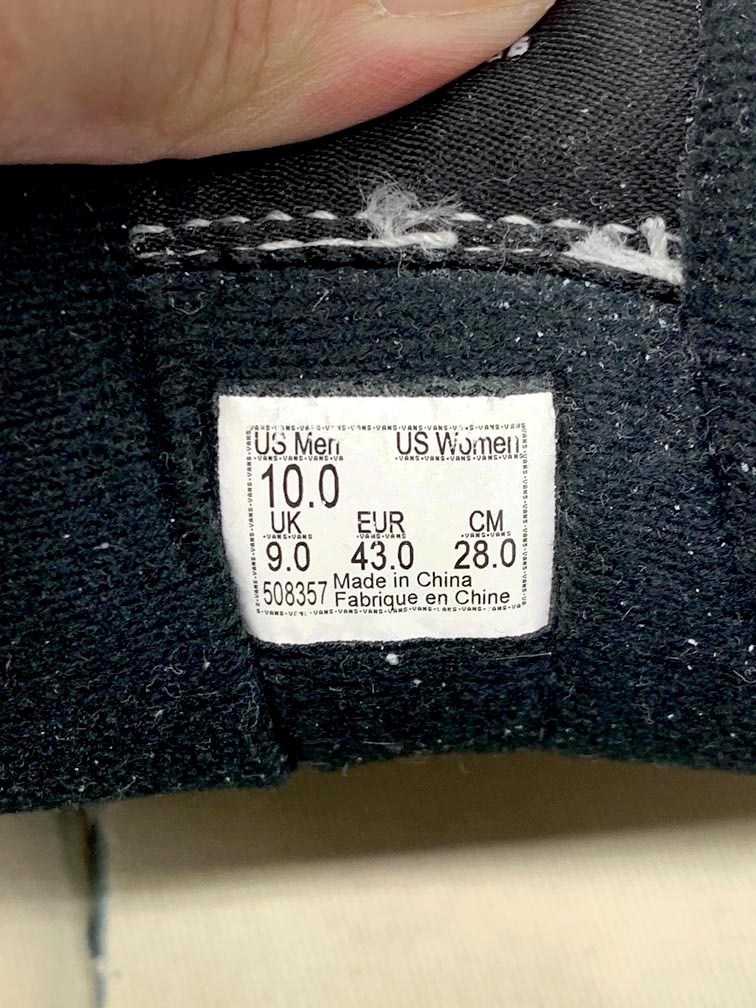 US Men US Women
10.0
UK EUR CM
9.0 43.0 28.0
508357 Made in China
Fabrique en Chine